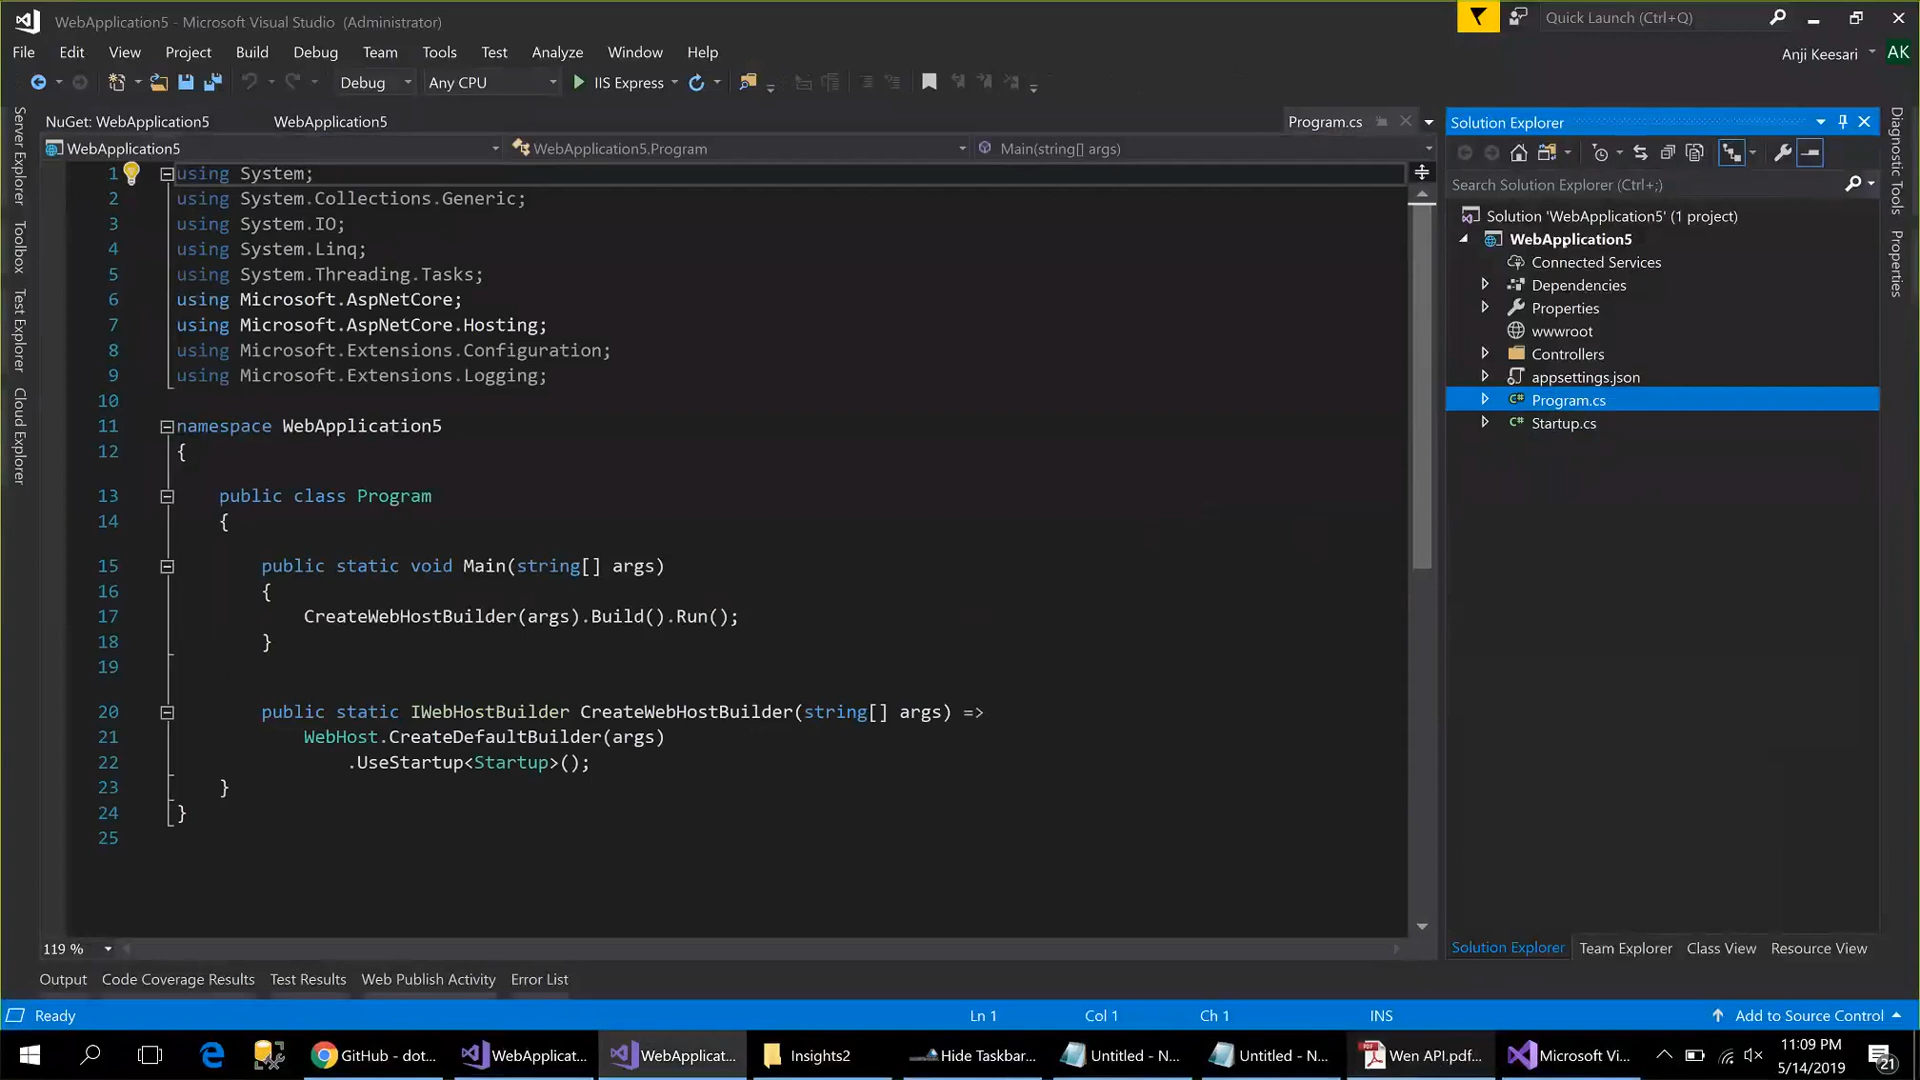 WebApplication5 - Microsoft Visual Studio (Administrator)
Quick Launch (Ctrl+Q)
File Edit View Project Build Debug Team Tools Test Analyze Window Help
Anji Keesari AK
Debug Any CPU IIS Express
NuGet: WebApplication5 WebApplication5 Program.cs
WebApplication5 WebApplication5.Program Main(string[] args)
1 using System;
2 using System.Collections.Generic;
3 using System.IO;
4 using System.Linq;
5 using System.Threading.Tasks;
6 using Microsoft.AspNetCore;
7 using Microsoft.AspNetCore.Hosting;
8 using Microsoft.Extensions.Configuration;
9 using Microsoft.Extensions.Logging;
10
11 namespace WebApplication5
12 {
13 public class Program
14 {
15 public static void Main(string[] args)
16 {
17 CreateWebHostBuilder(args).Build().Run();
18 }
19
20 public static IWebHostBuilder CreateWebHostBuilder(string[] args) =>
21 WebHost.CreateDefaultBuilder(args)
22 .UseStartup<Startup>();
23 }
24 }
25
119 %
Server Explorer
Toolbox
Test Explorer
Cloud Explorer
Solution Explorer
Search Solution Explorer (Ctrl+;)
Solution 'WebApplication5' (1 project)
WebApplication5
Connected Services
Dependencies
Properties
wwwroot
Controllers
appsettings.json
C# Program.cs
C# Startup.cs
Diagnostic Tools
Properties
Solution Explorer Team Explorer Class View Resource View
Output Code Coverage Results Test Results Web Publish Activity Error List
Ready Ln 1 Col 1 Ch 1 INS Add to Source Control
GitHub - dot... WebApplicat... WebApplicat... Insights2 Hide Taskbar... Untitled - N... Untitled - N... Wen API.pdf... Microsoft Vi...
11:09 PM
5/14/2019
21